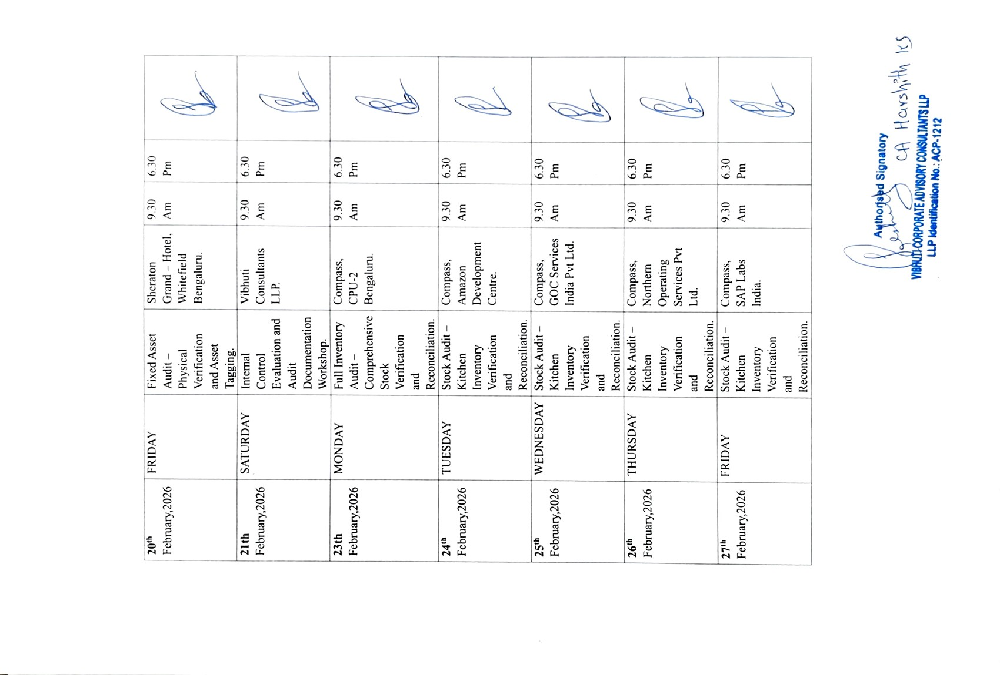 20th
February,2026
FRIDAY
Fixed Asset
Audit –
Physical
Verification
and Asset
Tagging.
Sheraton
Grand – Hotel,
Whitefield
Bengaluru.
9.30
Am
6.30
Pm
21th
February,2026
SATURDAY
Internal
Control
Evaluation and
Audit
Documentation
Workshop.
Vibhuti
Consultants
LLP.
9.30
Am
6.30
Pm
23th
February,2026
MONDAY
Full Inventory
Audit –
Comprehensive
Stock
Verification
and
Reconciliation.
Compass,
CPU-2
Bengaluru.
9.30
Am
6.30
Pm
24th
February,2026
TUESDAY
Stock Audit –
Kitchen
Inventory
Verification
and
Reconciliation.
Compass,
Amazon
Development
Centre.
9.30
Am
6.30
Pm
25th
February,2026
WEDNESDAY
Stock Audit –
Kitchen
Inventory
Verification
and
Reconciliation.
Compass,
GOC Services
India Pvt Ltd.
9.30
Am
6.30
Pm
26th
February,2026
THURSDAY
Stock Audit –
Kitchen
Inventory
Verification
and
Reconciliation.
Compass,
Northern
Operating
Services Pvt
Ltd.
9.30
Am
6.30
Pm
27th
February,2026
FRIDAY
Stock Audit –
Kitchen
Inventory
Verification
and
Reconciliation.
Compass,
SAP Labs
India.
9.30
Am
6.30
Pm
Authorised Signatory
CA Harshith KS
VIBHUTI CORPORATE ADVISORY CONSULTANTS LLP
LLP Identification No.: ACP-1212